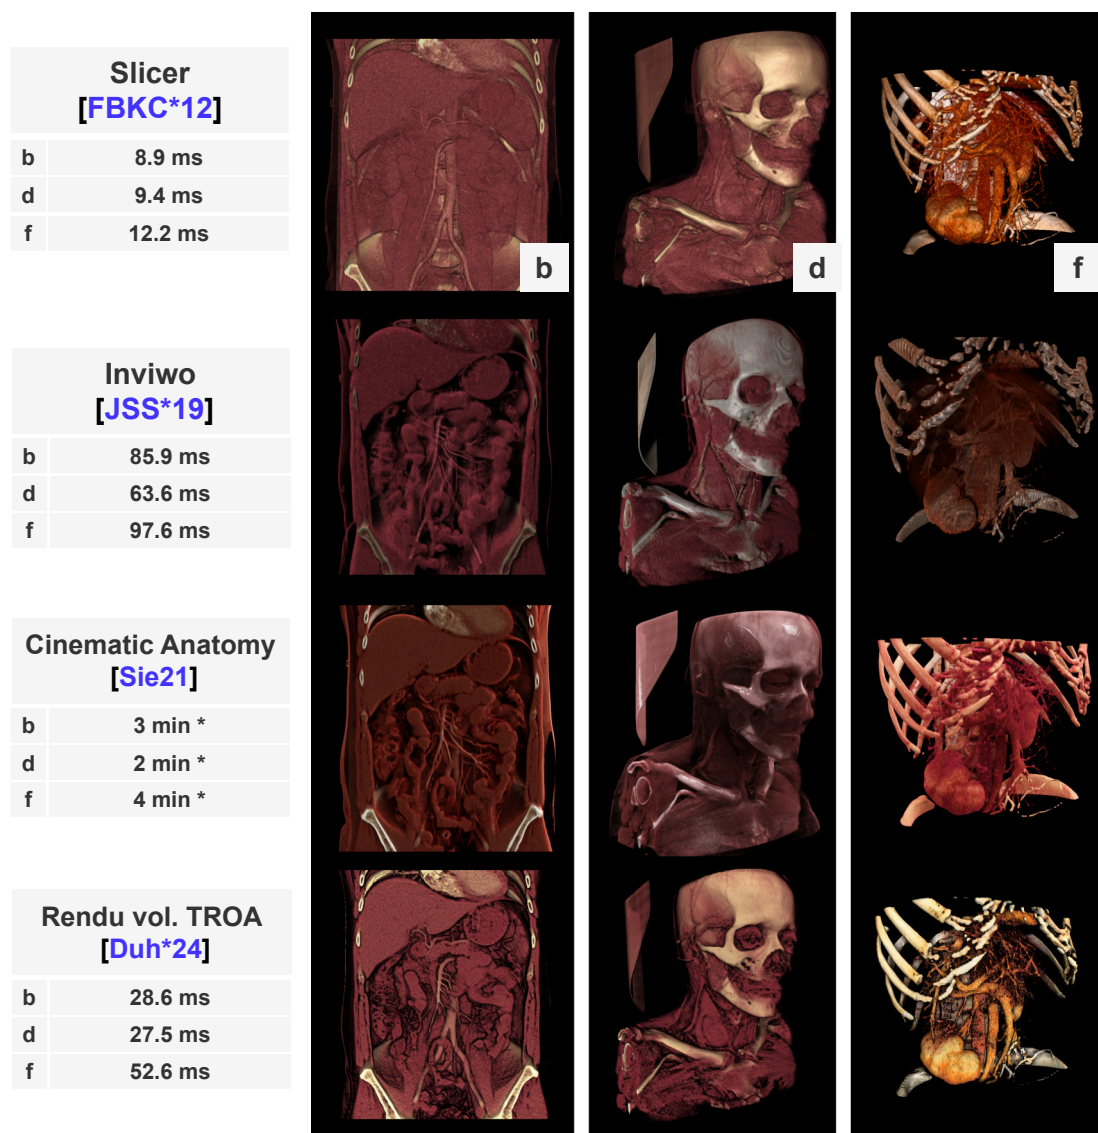 Slicer
[FBKC*12]
b 8.9 ms
d 9.4 ms
f 12.2 ms
b
d
f
Inviwo
[JSS*19]
b 85.9 ms
d 63.6 ms
f 97.6 ms
Cinematic Anatomy
[Sie21]
b 3 min *
d 2 min *
f 4 min *
Rendu vol. TROA
[Duh*24]
b 28.6 ms
d 27.5 ms
f 52.6 ms